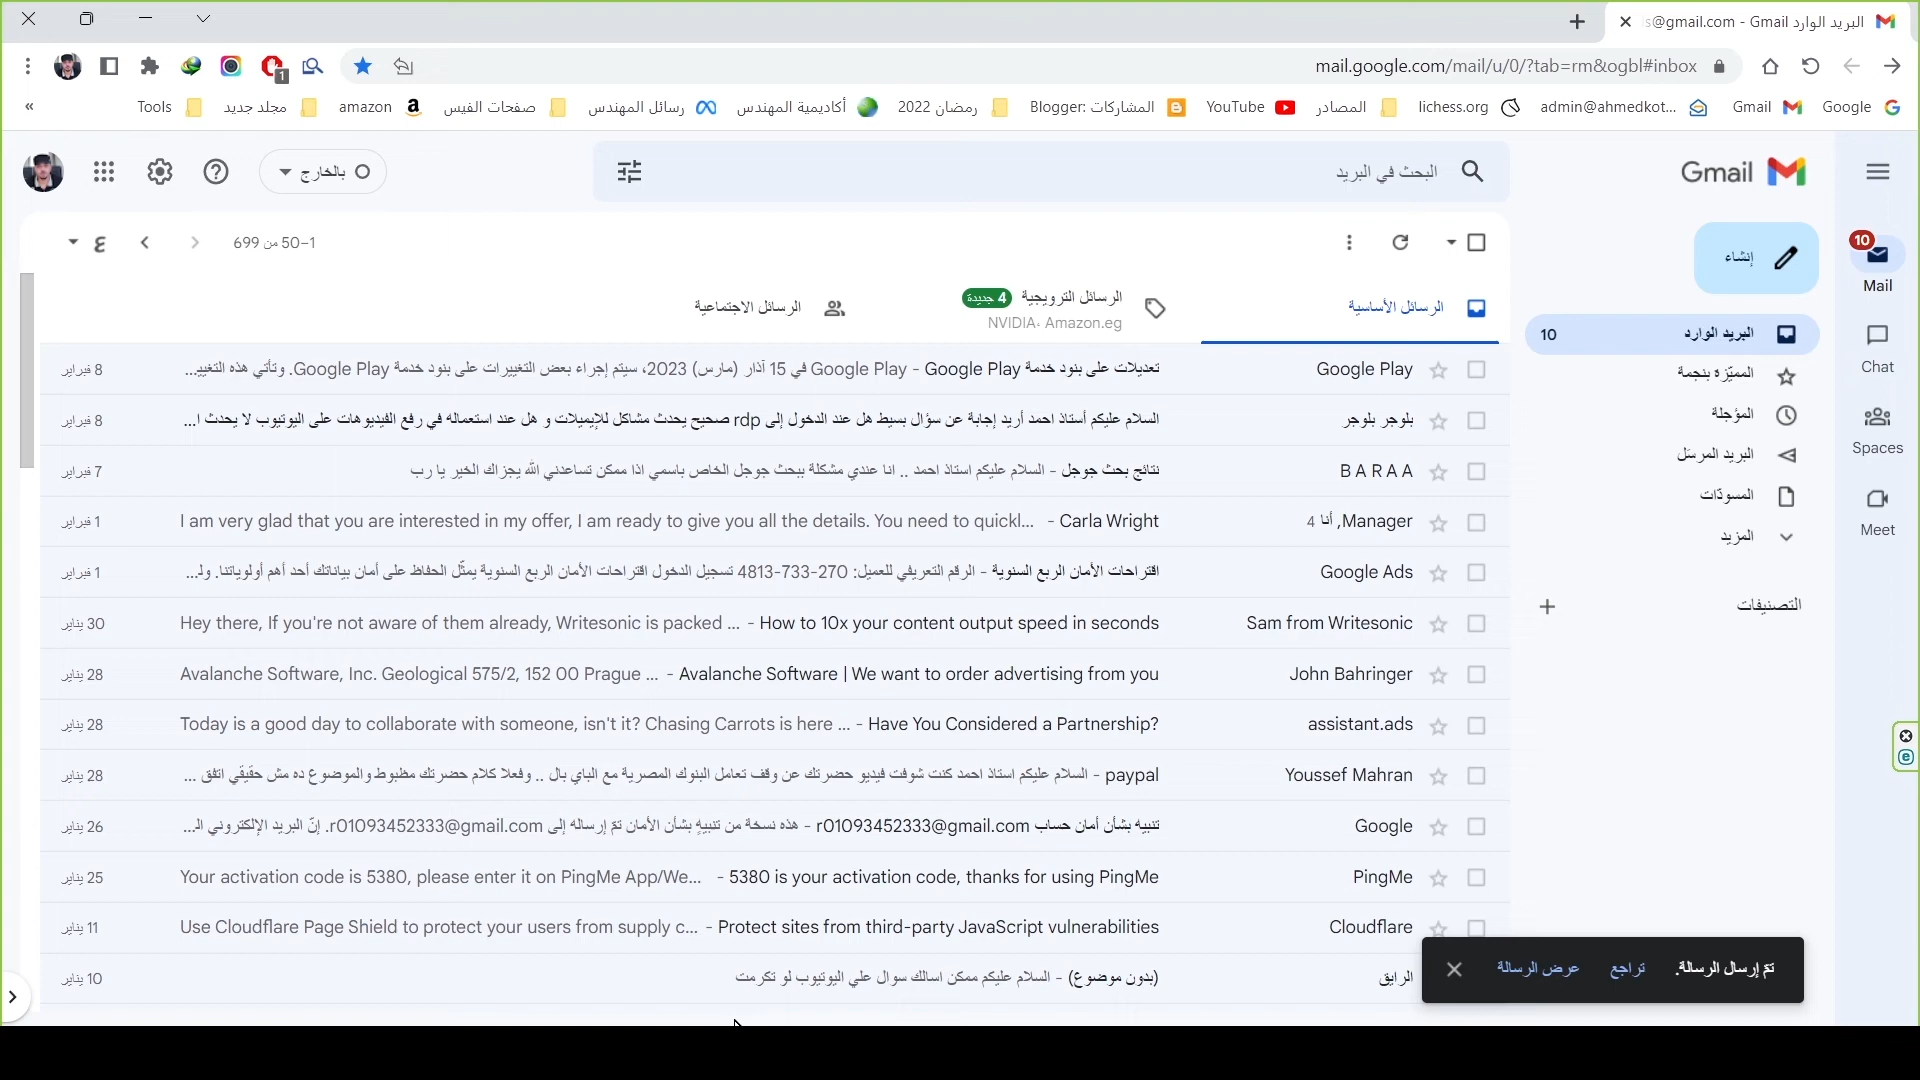 البريد الوارد s@gmail.com - Gmail
mail.google.com/mail/u/0/?tab=rm&ogbl#inbox
1
Google
Gmail
admin@ahmedkot...
lichess.org
المصادر
YouTube
المشاركات: Blogger
رمضان 2022
أكاديمية المهندس
رسائل المهندس
صفحات الفيس
amazon
مجلد جديد
Tools
»
Gmail
البحث في البريد
بالخارج
10
Mail
Chat
Spaces
Meet
إنشاء
البريد الوارد 10
المميّزة بنجمة
المؤجلة
البريد المرسَل
المسودّات
المزيد
التصنيفات
1–50 من 699
ع
الرسائل الأساسية
الرسائل الترويجية 4 جديدة
NVIDIA، Amazon.eg
الرسائل الاجتماعية
Google Play تعديلات على بنود خدمة Google Play - Google Play في 15 آذار (مارس) 2023، سيتم إجراء بعض التغييرات على بنود خدمة Google Play. وتأتي هذه التغيير... 8 فبراير
بلوجر بلوجر السلام عليكم أستاذ احمد أريد إجابة عن سؤال بسيط هل عند الدخول إلى rdp صحيح يحدث مشاكل للإيميلات و هل عند استعماله في رفع الفيديوهات على اليوتيوب لا يحدث ا... 8 فبراير
B A R A A نتائج بحث جوجل - السلام عليكم استاذ احمد .. انا عندي مشكلة ببحث جوجل الخاص باسمي اذا ممكن تساعدني الله يجزاك الخير يا رب 7 فبراير
Manager, أنا 4 Carla Wright - I am very glad that you are interested in my offer, I am ready to give you all the details. You need to quickl... 1 فبراير
Google Ads اقتراحات الأمان الربع السنوية - الرقم التعريفي للعميل: 270-733-4813 تسجيل الدخول اقتراحات الأمان الربع السنوية يمثّل الحفاظ على أمان بياناتك أحد أهم أولوياتنا. ولـ... 1 فبراير
Sam from Writesonic How to 10x your content output speed in seconds - Hey there, If you're not aware of them already, Writesonic is packed ... 30 يناير
John Bahringer Avalanche Software | We want to order advertising from you - Avalanche Software, Inc. Geological 575/2, 152 00 Prague ... 28 يناير
assistant.ads Have You Considered a Partnership? - Today is a good day to collaborate with someone, isn't it? Chasing Carrots is here ... 28 يناير
Youssef Mahran paypal - السلام عليكم استاذ احمد كنت شوفت فيديو حضرتك عن وقف تعامل البنوك المصرية مع الباي بال .. وفعلا كلام حضرتك مظبوط والموضوع ده مش حقيقي اتفق ... 28 يناير
Google تنبيه بشأن أمان حساب r01093452333@gmail.com - هذه نسخة من تنبيهٍ بشأن الأمان تمّ إرساله إلى r01093452333@gmail.com. إنّ البريد الإلكتروني الـ... 26 يناير
PingMe 5380 is your activation code, thanks for using PingMe - Your activation code is 5380, please enter it on PingMe App/We... 25 يناير
Cloudflare Protect sites from third-party JavaScript vulnerabilities - Use Cloudflare Page Shield to protect your users from supply c... 11 يناير
الرايق (بدون موضوع) - السلام عليكم ممكن اسالك سوال علي اليوتيوب لو تكرمت 10 يناير
تمّ إرسال الرسالة. تراجع عرض الرسالة